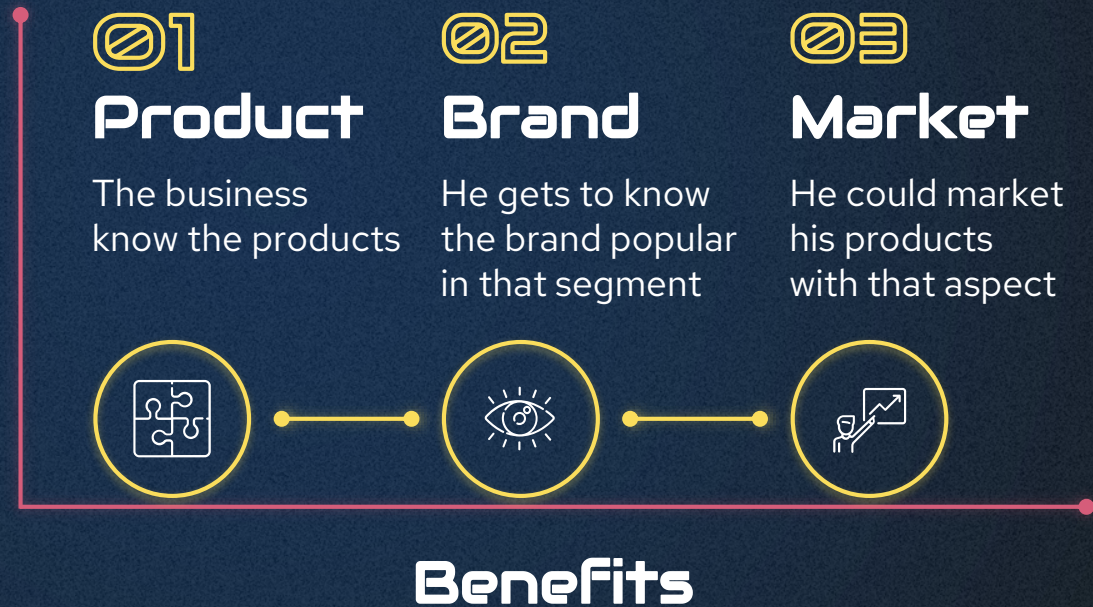 01
Product
The business
know the products
02
Brand
He gets to know
the brand popular
in that segment
03
Market
He could market
his products
with that aspect
Benefits